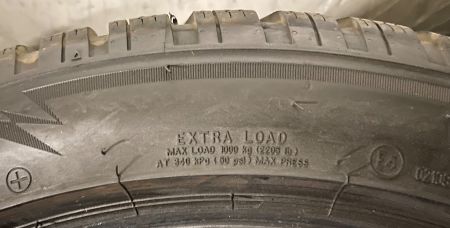 EXTRA LOAD
MAX LOAD 1000 kg (2205 lb)
AT 340 kPa (50 psi) MAX PRESS